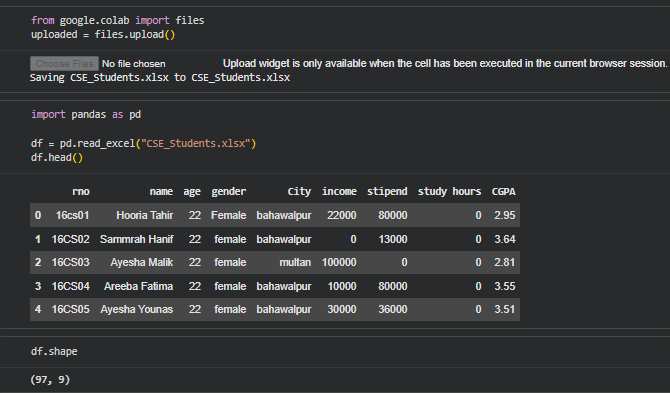 from google.colab import files
uploaded = files.upload()
Choose Files No file chosen Upload widget is only available when the cell has been executed in the current browser session.
Saving CSE_Students.xlsx to CSE_Students.xlsx
import pandas as pd
df = pd.read_excel("CSE_Students.xlsx")
df.head()
rno name age gender City income stipend study hours CGPA
0 16cs01 Hooria Tahir 22 Female bahawalpur 22000 80000 0 2.95
1 16CS02 Sammrah Hanif 22 female bahawalpur 0 13000 0 3.64
2 16CS03 Ayesha Malik 22 female multan 100000 0 0 2.81
3 16CS04 Areeba Fatima 22 female bahawalpur 10000 80000 0 3.55
4 16CS05 Ayesha Younas 22 female bahawalpur 30000 36000 0 3.51
df.shape
(97, 9)